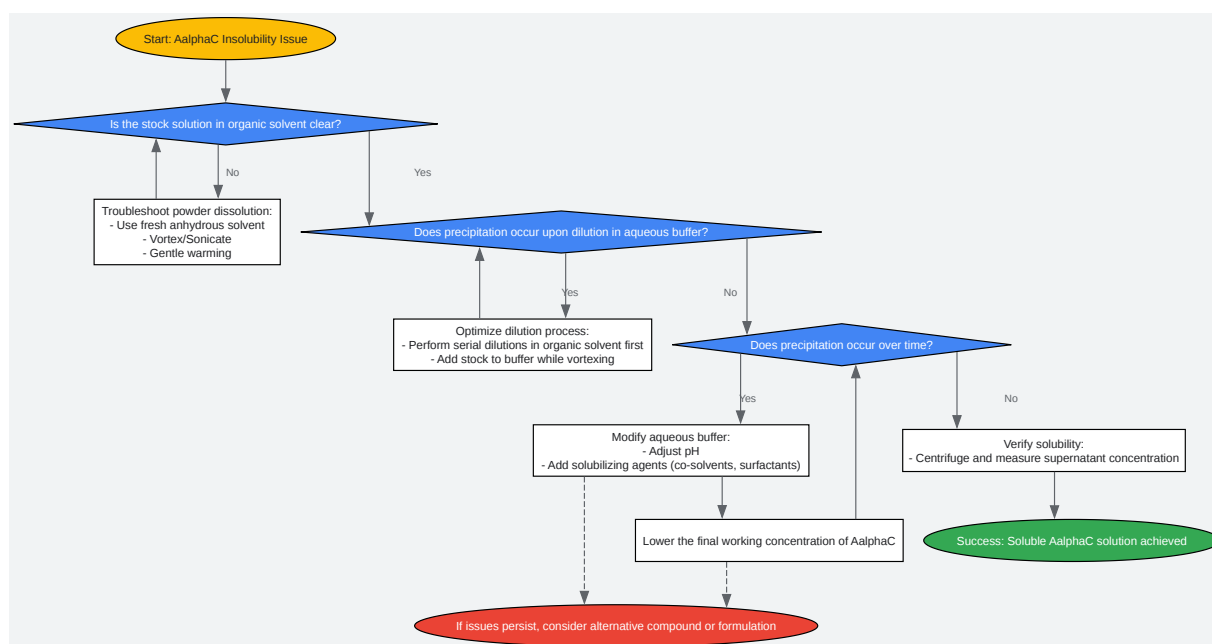 Start: AalphaC Insolubility Issue
Is the stock solution in organic solvent clear?
No
Yes
Troubleshoot powder dissolution:
- Use fresh anhydrous solvent
- Vortex/Sonicate
- Gentle warming
Does precipitation occur upon dilution in aqueous buffer?
Yes
No
Optimize dilution process:
- Perform serial dilutions in organic solvent first
- Add stock to buffer while vortexing
Does precipitation occur over time?
Yes
No
Modify aqueous buffer:
- Adjust pH
- Add solubilizing agents (co-solvents, surfactants)
Verify solubility:
- Centrifuge and measure supernatant concentration
Lower the final working concentration of AalphaC
Success: Soluble AalphaC solution achieved
If issues persist, consider alternative compound or formulation